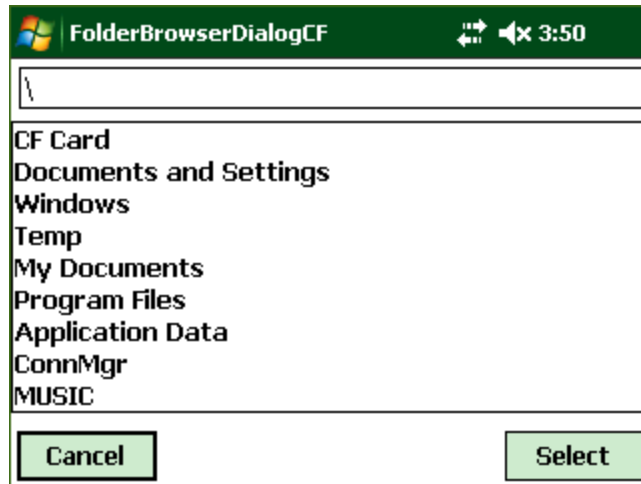 FolderBrowserDialogCF 3:50
\
CF Card
Documents and Settings
Windows
Temp
My Documents
Program Files
Application Data
ConnMgr
MUSIC
Cancel Select